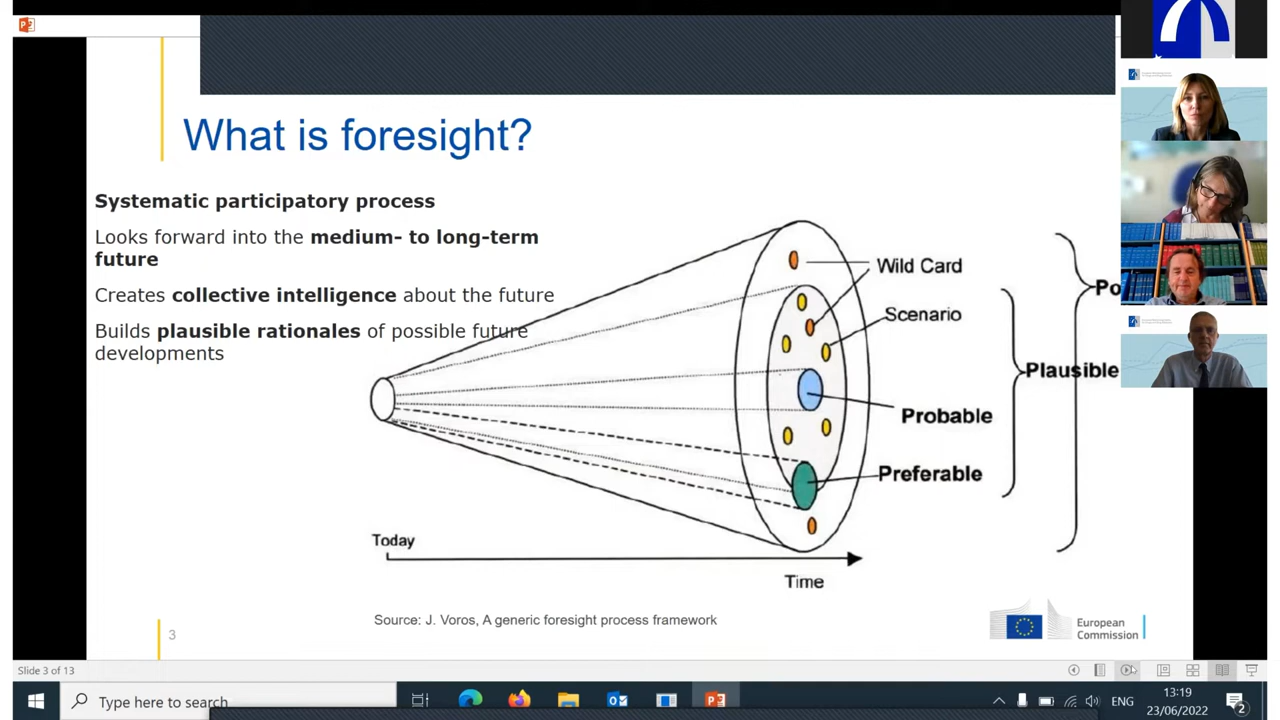 What is foresight?
Systematic participatory process
Looks forward into the medium- to long-term
future
Creates collective intelligence about the future
Builds plausible rationales of possible future
developments
Wild Card
Scenario
Po
Plausible
Probable
Preferable
Today
Time
Source: J. Voros, A generic foresight process framework
3
European
Commission
Slide 3 of 13
Type here to search
ENG
13:19
23/06/2022
2